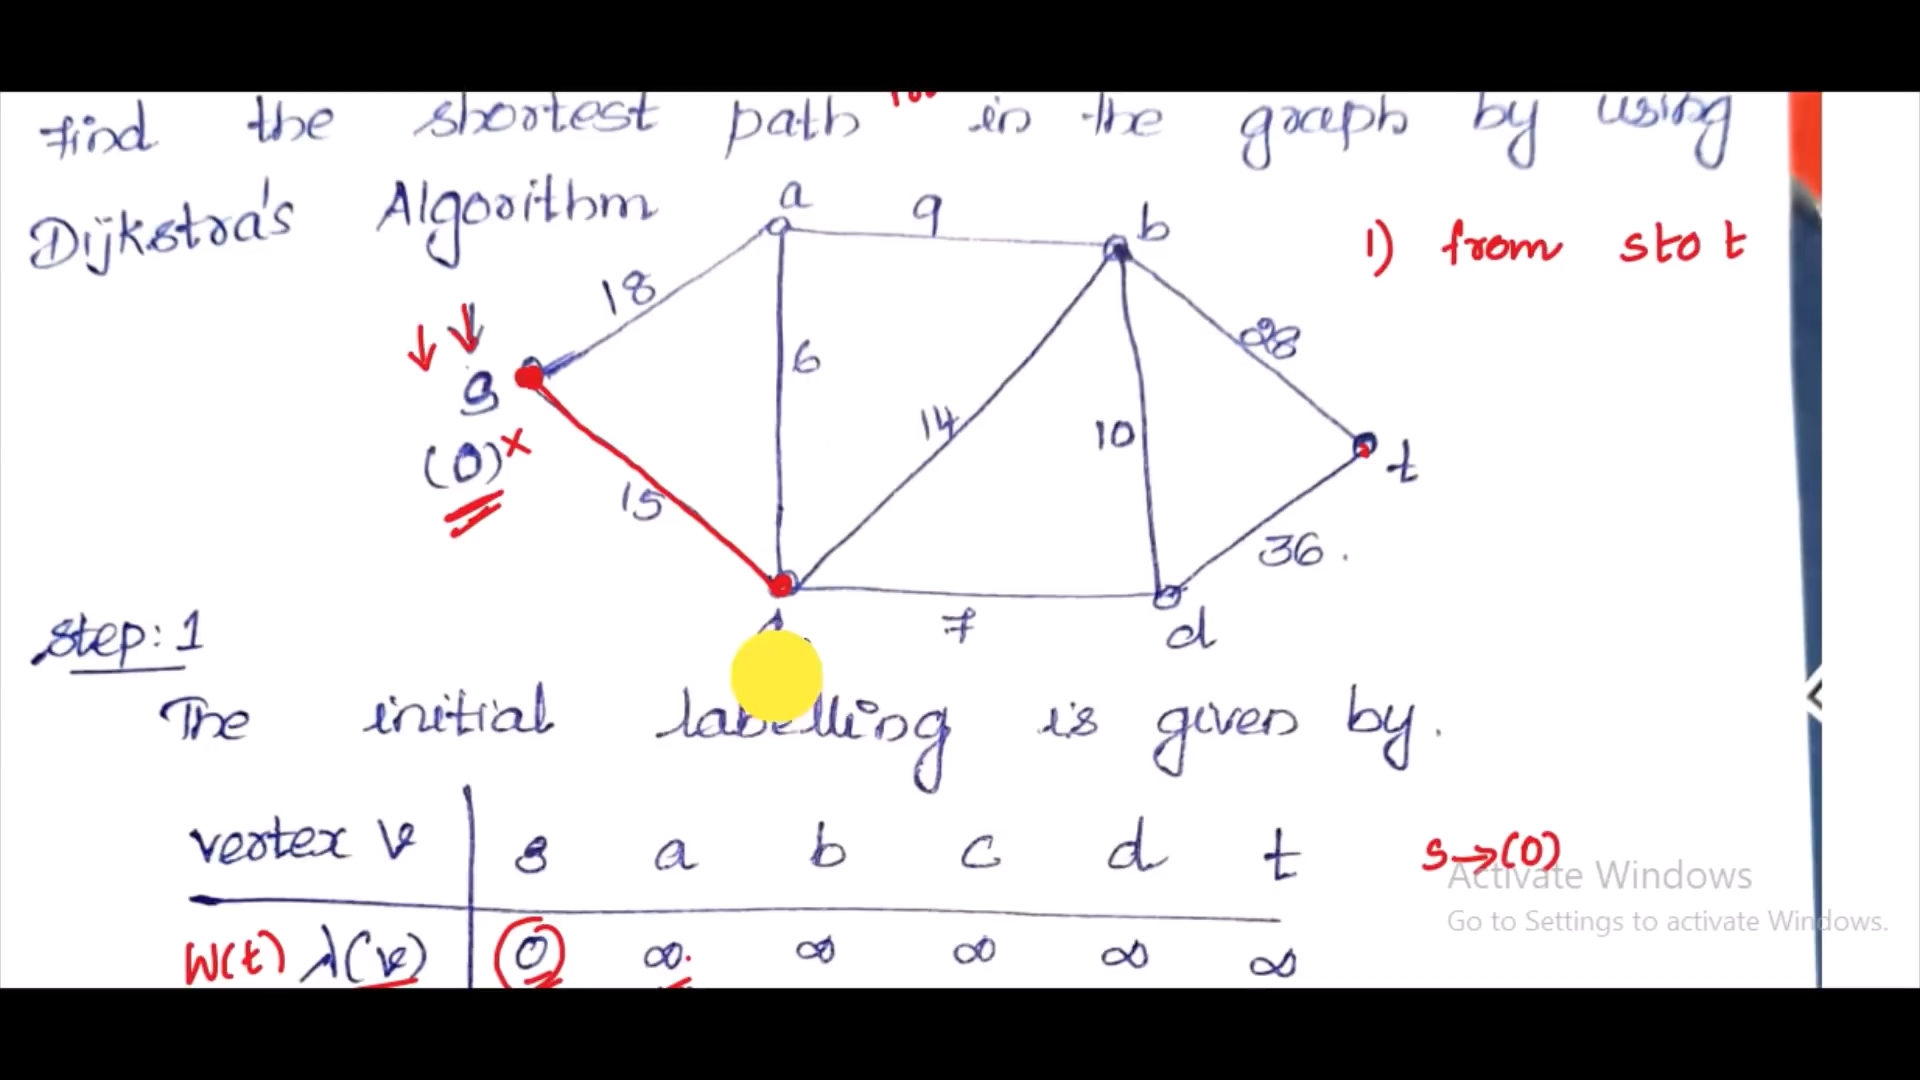 find the shortest path in the graph by using
Dijkstra's Algorithm
a
9
b
1) from s to t
18
28
6
s
14
10
t
(0)x
15
36.
7
d
step: 1
The initial labelling is given by.
vertex v s a b c d t
s→(0)
Activate Windows
Go to Settings to activate Windows.
W(t) λ(v) 0 ∞ ∞ ∞ ∞ ∞